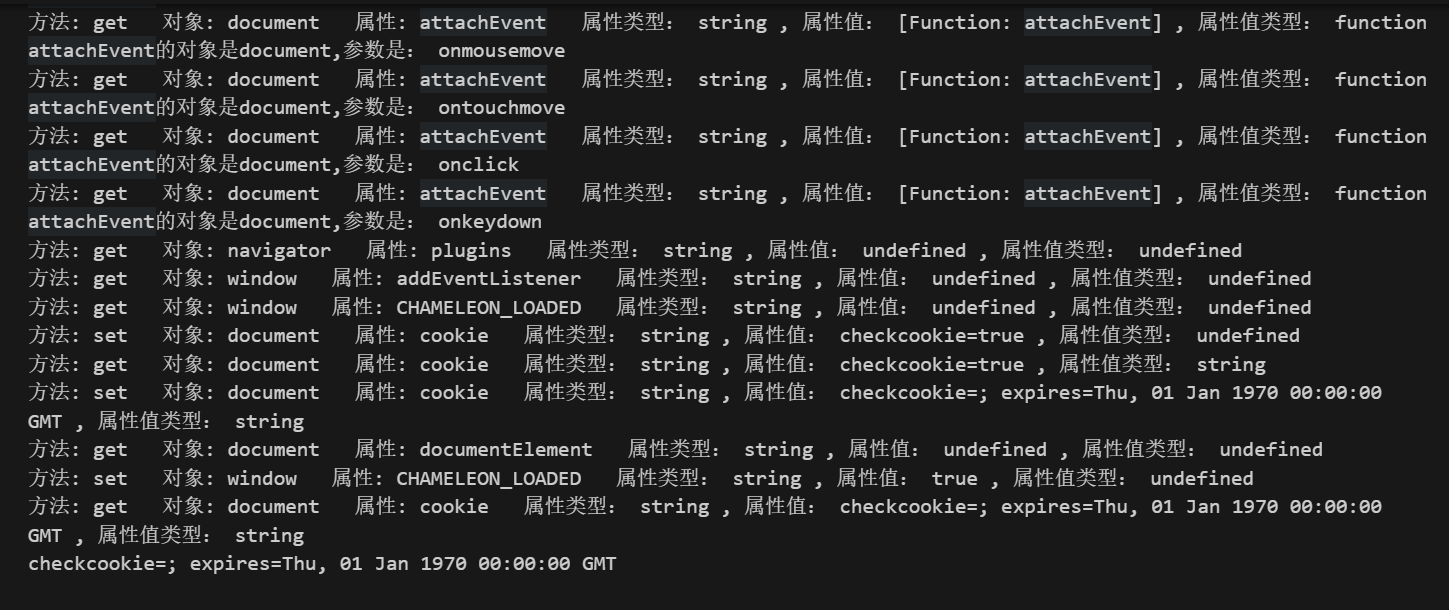 方法: get   对象: document   属性: attachEvent   属性类型： string , 属性值： [Function: attachEvent] , 属性值类型： function
attachEvent的对象是document,参数是： onmousemove
方法: get   对象: document   属性: attachEvent   属性类型： string , 属性值： [Function: attachEvent] , 属性值类型： function
attachEvent的对象是document,参数是： ontouchmove
方法: get   对象: document   属性: attachEvent   属性类型： string , 属性值： [Function: attachEvent] , 属性值类型： function
attachEvent的对象是document,参数是： onclick
方法: get   对象: document   属性: attachEvent   属性类型： string , 属性值： [Function: attachEvent] , 属性值类型： function
attachEvent的对象是document,参数是： onkeydown
方法: get   对象: navigator   属性: plugins   属性类型： string , 属性值： undefined , 属性值类型： undefined
方法: get   对象: window   属性: addEventListener   属性类型： string , 属性值： undefined , 属性值类型： undefined
方法: get   对象: window   属性: CHAMELEON_LOADED   属性类型： string , 属性值： undefined , 属性值类型： undefined
方法: set   对象: document   属性: cookie   属性类型： string , 属性值： checkcookie=true , 属性值类型： undefined
方法: get   对象: document   属性: cookie   属性类型： string , 属性值： checkcookie=true , 属性值类型： string
方法: set   对象: document   属性: cookie   属性类型： string , 属性值： checkcookie=; expires=Thu, 01 Jan 1970 00:00:00
GMT , 属性值类型： string
方法: get   对象: document   属性: documentElement   属性类型： string , 属性值： undefined , 属性值类型： undefined
方法: set   对象: window   属性: CHAMELEON_LOADED   属性类型： string , 属性值： true , 属性值类型： undefined
方法: get   对象: document   属性: cookie   属性类型： string , 属性值： checkcookie=; expires=Thu, 01 Jan 1970 00:00:00
GMT , 属性值类型： string
checkcookie=; expires=Thu, 01 Jan 1970 00:00:00 GMT